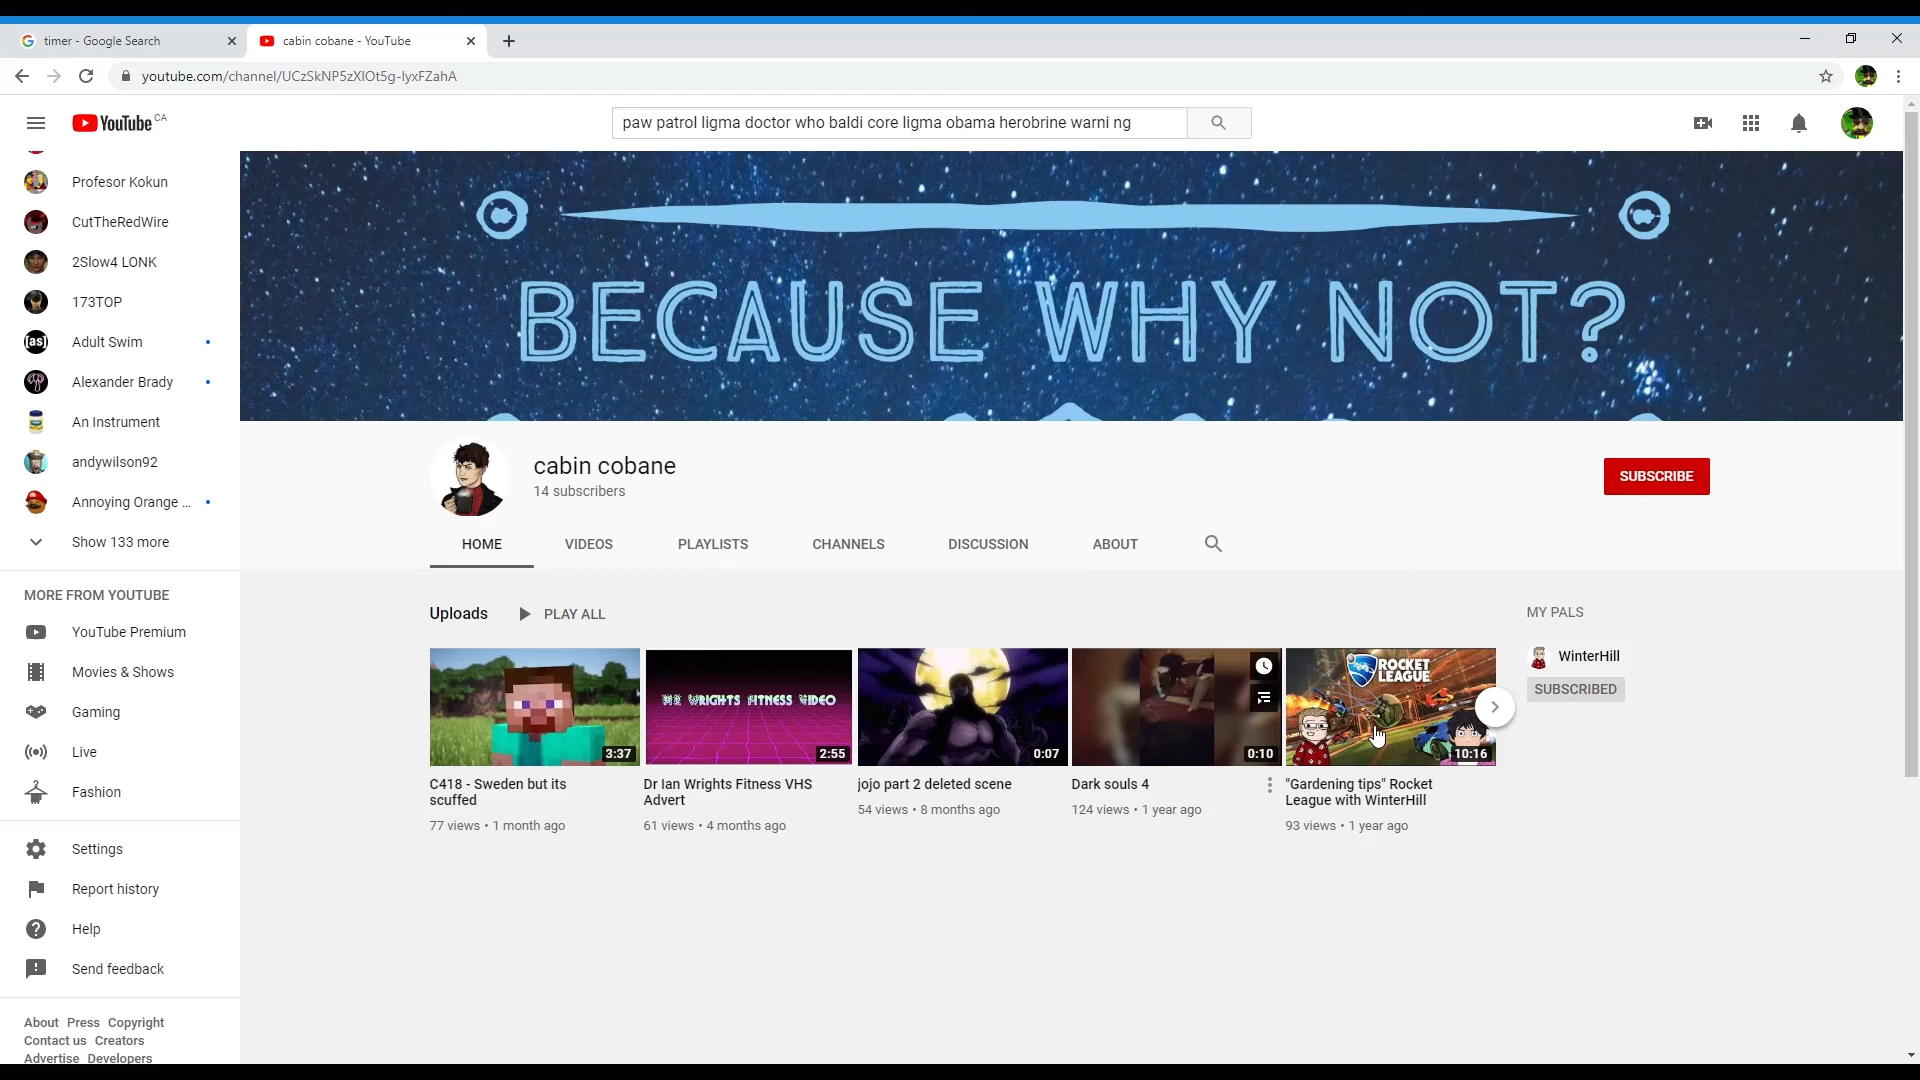 timer - Google Search
cabin cobane - YouTube
youtube.com/channel/UCzSkNP5zXIOt5g-IyxFZahA
YouTube CA
paw patrol ligma doctor who baldi core ligma obama herobrine warni ng
Profesor Kokun
CutTheRedWire
2Slow4 LONK
173TOP
[as]
Adult Swim
Alexander Brady
An Instrument
andywilson92
Annoying Orange ...
Show 133 more
MORE FROM YOUTUBE
YouTube Premium
Movies & Shows
Gaming
Live
Fashion
Settings
Report history
Help
Send feedback
About Press Copyright
Contact us Creators
Advertise Developers
BECAUSE WHY NOT?
cabin cobane
14 subscribers
SUBSCRIBE
HOME VIDEOS PLAYLISTS CHANNELS DISCUSSION ABOUT
Uploads PLAY ALL
3:37
C418 - Sweden but its
scuffed
77 views • 1 month ago
MR WRIGHTS FITNESS VIDEO
2:55
Dr Ian Wrights Fitness VHS
Advert
61 views • 4 months ago
0:07
jojo part 2 deleted scene
54 views • 8 months ago
0:10
Dark souls 4
124 views • 1 year ago
ROCKET
LEAGUE
10:16
"Gardening tips" Rocket
League with WinterHill
93 views • 1 year ago
MY PALS
WinterHill
SUBSCRIBED